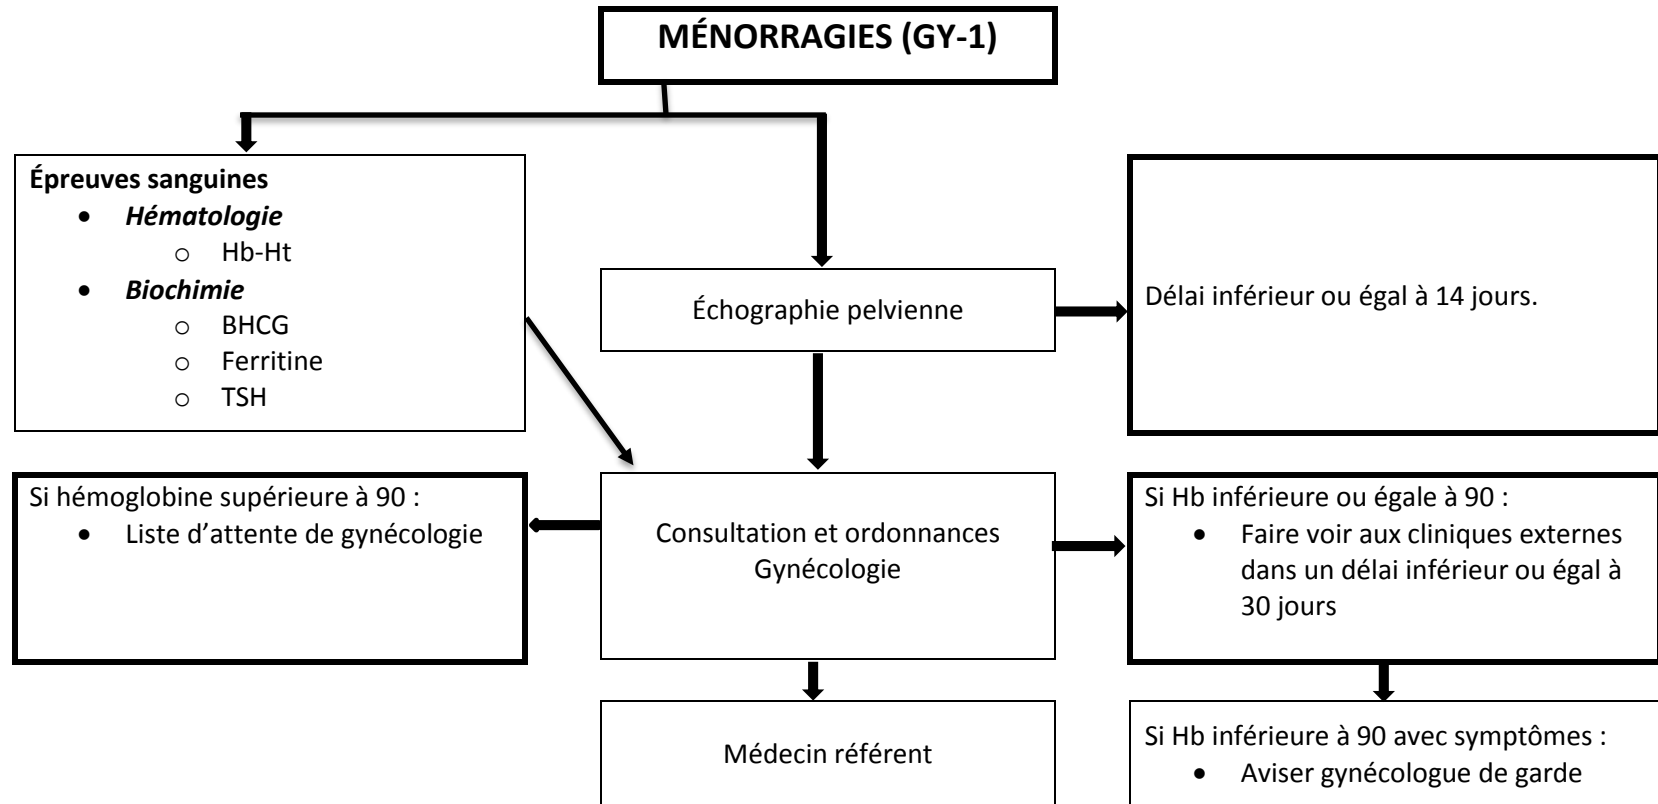 MÉNORRAGIES (GY-1)
Épreuves sanguines
• Hématologie
o Hb-Ht
• Biochimie
o BHCG
o Ferritine
o TSH
Échographie pelvienne
Délai inférieur ou égal à 14 jours.
Si hémoglobine supérieure à 90 :
• Liste d’attente de gynécologie
Consultation et ordonnances
Gynécologie
Si Hb inférieure ou égale à 90 :
• Faire voir aux cliniques externes
dans un délai inférieur ou égal à
30 jours
Médecin référent
Si Hb inférieure à 90 avec symptômes :
• Aviser gynécologue de garde